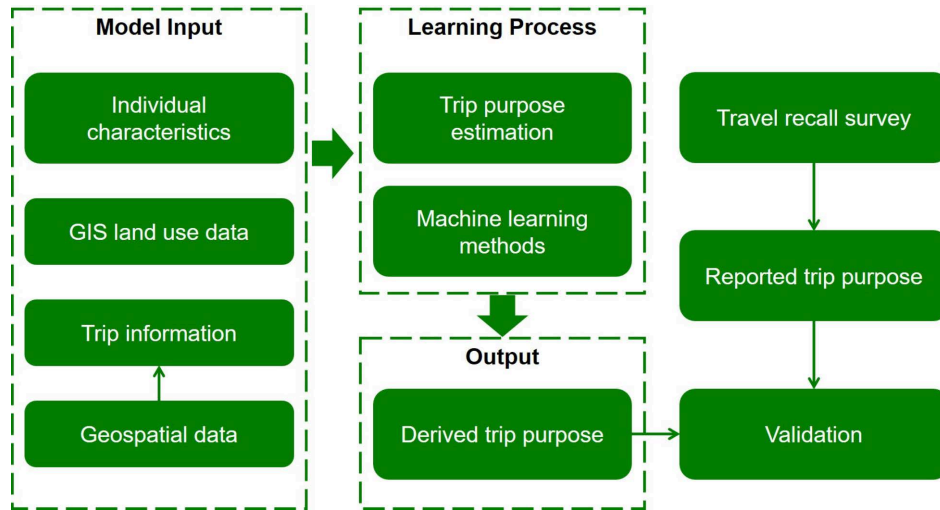 Model Input
Individual
characteristics
GIS land use data
Trip information
Geospatial data
Learning Process
Trip purpose
estimation
Machine learning
methods
Output
Derived trip purpose
Travel recall survey
Reported trip purpose
Validation